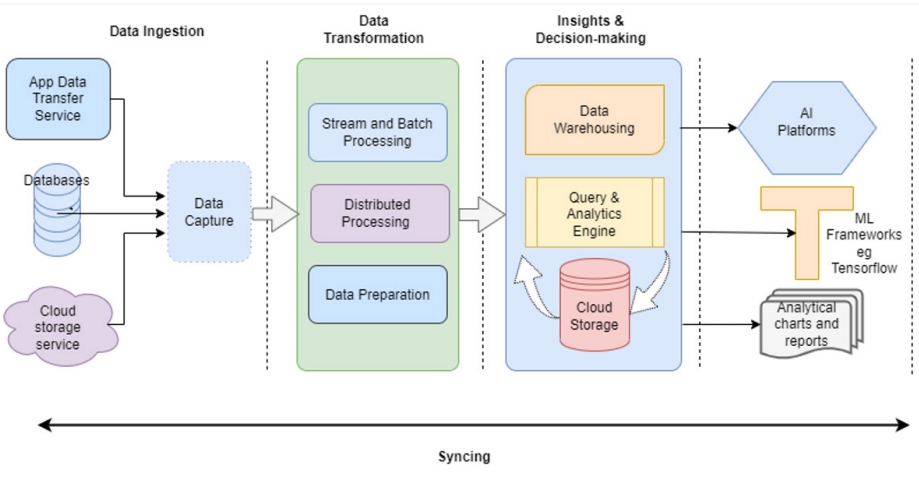 Data Ingestion
Data
Transformation
Insights &
Decision-making
App Data
Transfer
Service
Databases
Cloud
storage
service
Data
Capture
Stream and Batch
Processing
Distributed
Processing
Data Preparation
Data
Warehousing
Query &
Analytics
Engine
Cloud
Storage
AI
Platforms
ML
Frameworks
eg
Tensorflow
Analytical
charts and
reports
Syncing